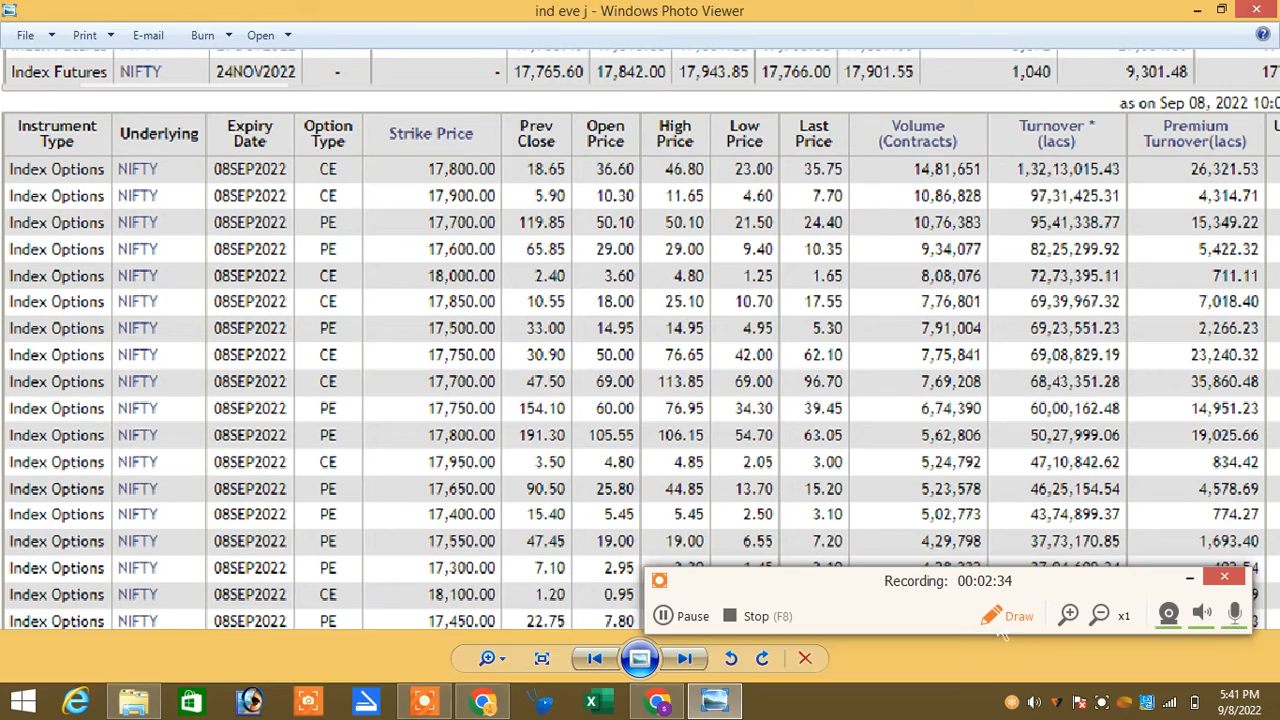 ind eve j - Windows Photo Viewer
File Print E-mail Burn Open
Index Futures NIFTY 24NOV2022 - - 17,765.60 17,842.00 17,943.85 17,766.00 17,901.55 1,040 9,301.48
as on Sep 08, 2022 10:0
Instrument Type Underlying Expiry Date Option Type Strike Price Prev Close Open Price High Price Low Price Last Price Volume (Contracts) Turnover * (lacs) Premium Turnover(lacs)
Index Options NIFTY 08SEP2022 CE 17,800.00 18.65 36.60 46.80 23.00 35.75 14,81,651 1,32,13,015.43 26,321.53
Index Options NIFTY 08SEP2022 CE 17,900.00 5.90 10.30 11.65 4.60 7.70 10,86,828 97,31,425.31 4,314.71
Index Options NIFTY 08SEP2022 PE 17,700.00 119.85 50.10 50.10 21.50 24.40 10,76,383 95,41,338.77 15,349.22
Index Options NIFTY 08SEP2022 PE 17,600.00 65.85 29.00 29.00 9.40 10.35 9,34,077 82,25,299.92 5,422.32
Index Options NIFTY 08SEP2022 CE 18,000.00 2.40 3.60 4.80 1.25 1.65 8,08,076 72,73,395.11 711.11
Index Options NIFTY 08SEP2022 CE 17,850.00 10.55 18.00 25.10 10.70 17.55 7,76,801 69,39,967.32 7,018.40
Index Options NIFTY 08SEP2022 PE 17,500.00 33.00 14.95 14.95 4.95 5.30 7,91,004 69,23,551.23 2,266.23
Index Options NIFTY 08SEP2022 CE 17,750.00 30.90 50.00 76.65 42.00 62.10 7,75,841 69,08,829.19 23,240.32
Index Options NIFTY 08SEP2022 CE 17,700.00 47.50 69.00 113.85 69.00 96.70 7,69,208 68,43,351.28 35,860.48
Index Options NIFTY 08SEP2022 PE 17,750.00 154.10 60.00 76.95 34.30 39.45 6,74,390 60,00,162.48 14,951.23
Index Options NIFTY 08SEP2022 PE 17,800.00 191.30 105.55 106.15 54.70 63.05 5,62,806 50,27,999.06 19,025.66
Index Options NIFTY 08SEP2022 CE 17,950.00 3.50 4.80 4.85 2.05 3.00 5,24,792 47,10,842.62 834.42
Index Options NIFTY 08SEP2022 PE 17,650.00 90.50 25.80 44.85 13.70 15.20 5,23,578 46,25,154.54 4,578.69
Index Options NIFTY 08SEP2022 PE 17,400.00 15.40 5.45 5.45 2.50 3.10 5,02,773 43,74,899.37 774.27
Index Options NIFTY 08SEP2022 PE 17,550.00 47.45 19.00 19.00 6.55 7.20 4,29,798 37,73,170.85 1,693.40
Index Options NIFTY 08SEP2022 PE 17,300.00 7.10 2.95
Index Options NIFTY 08SEP2022 CE 18,100.00 1.20 0.95
Index Options NIFTY 08SEP2022 PE 17,450.00 22.75 7.80
Recording: 00:02:34
Pause Stop (F8) Draw x1
5:41 PM
9/8/2022